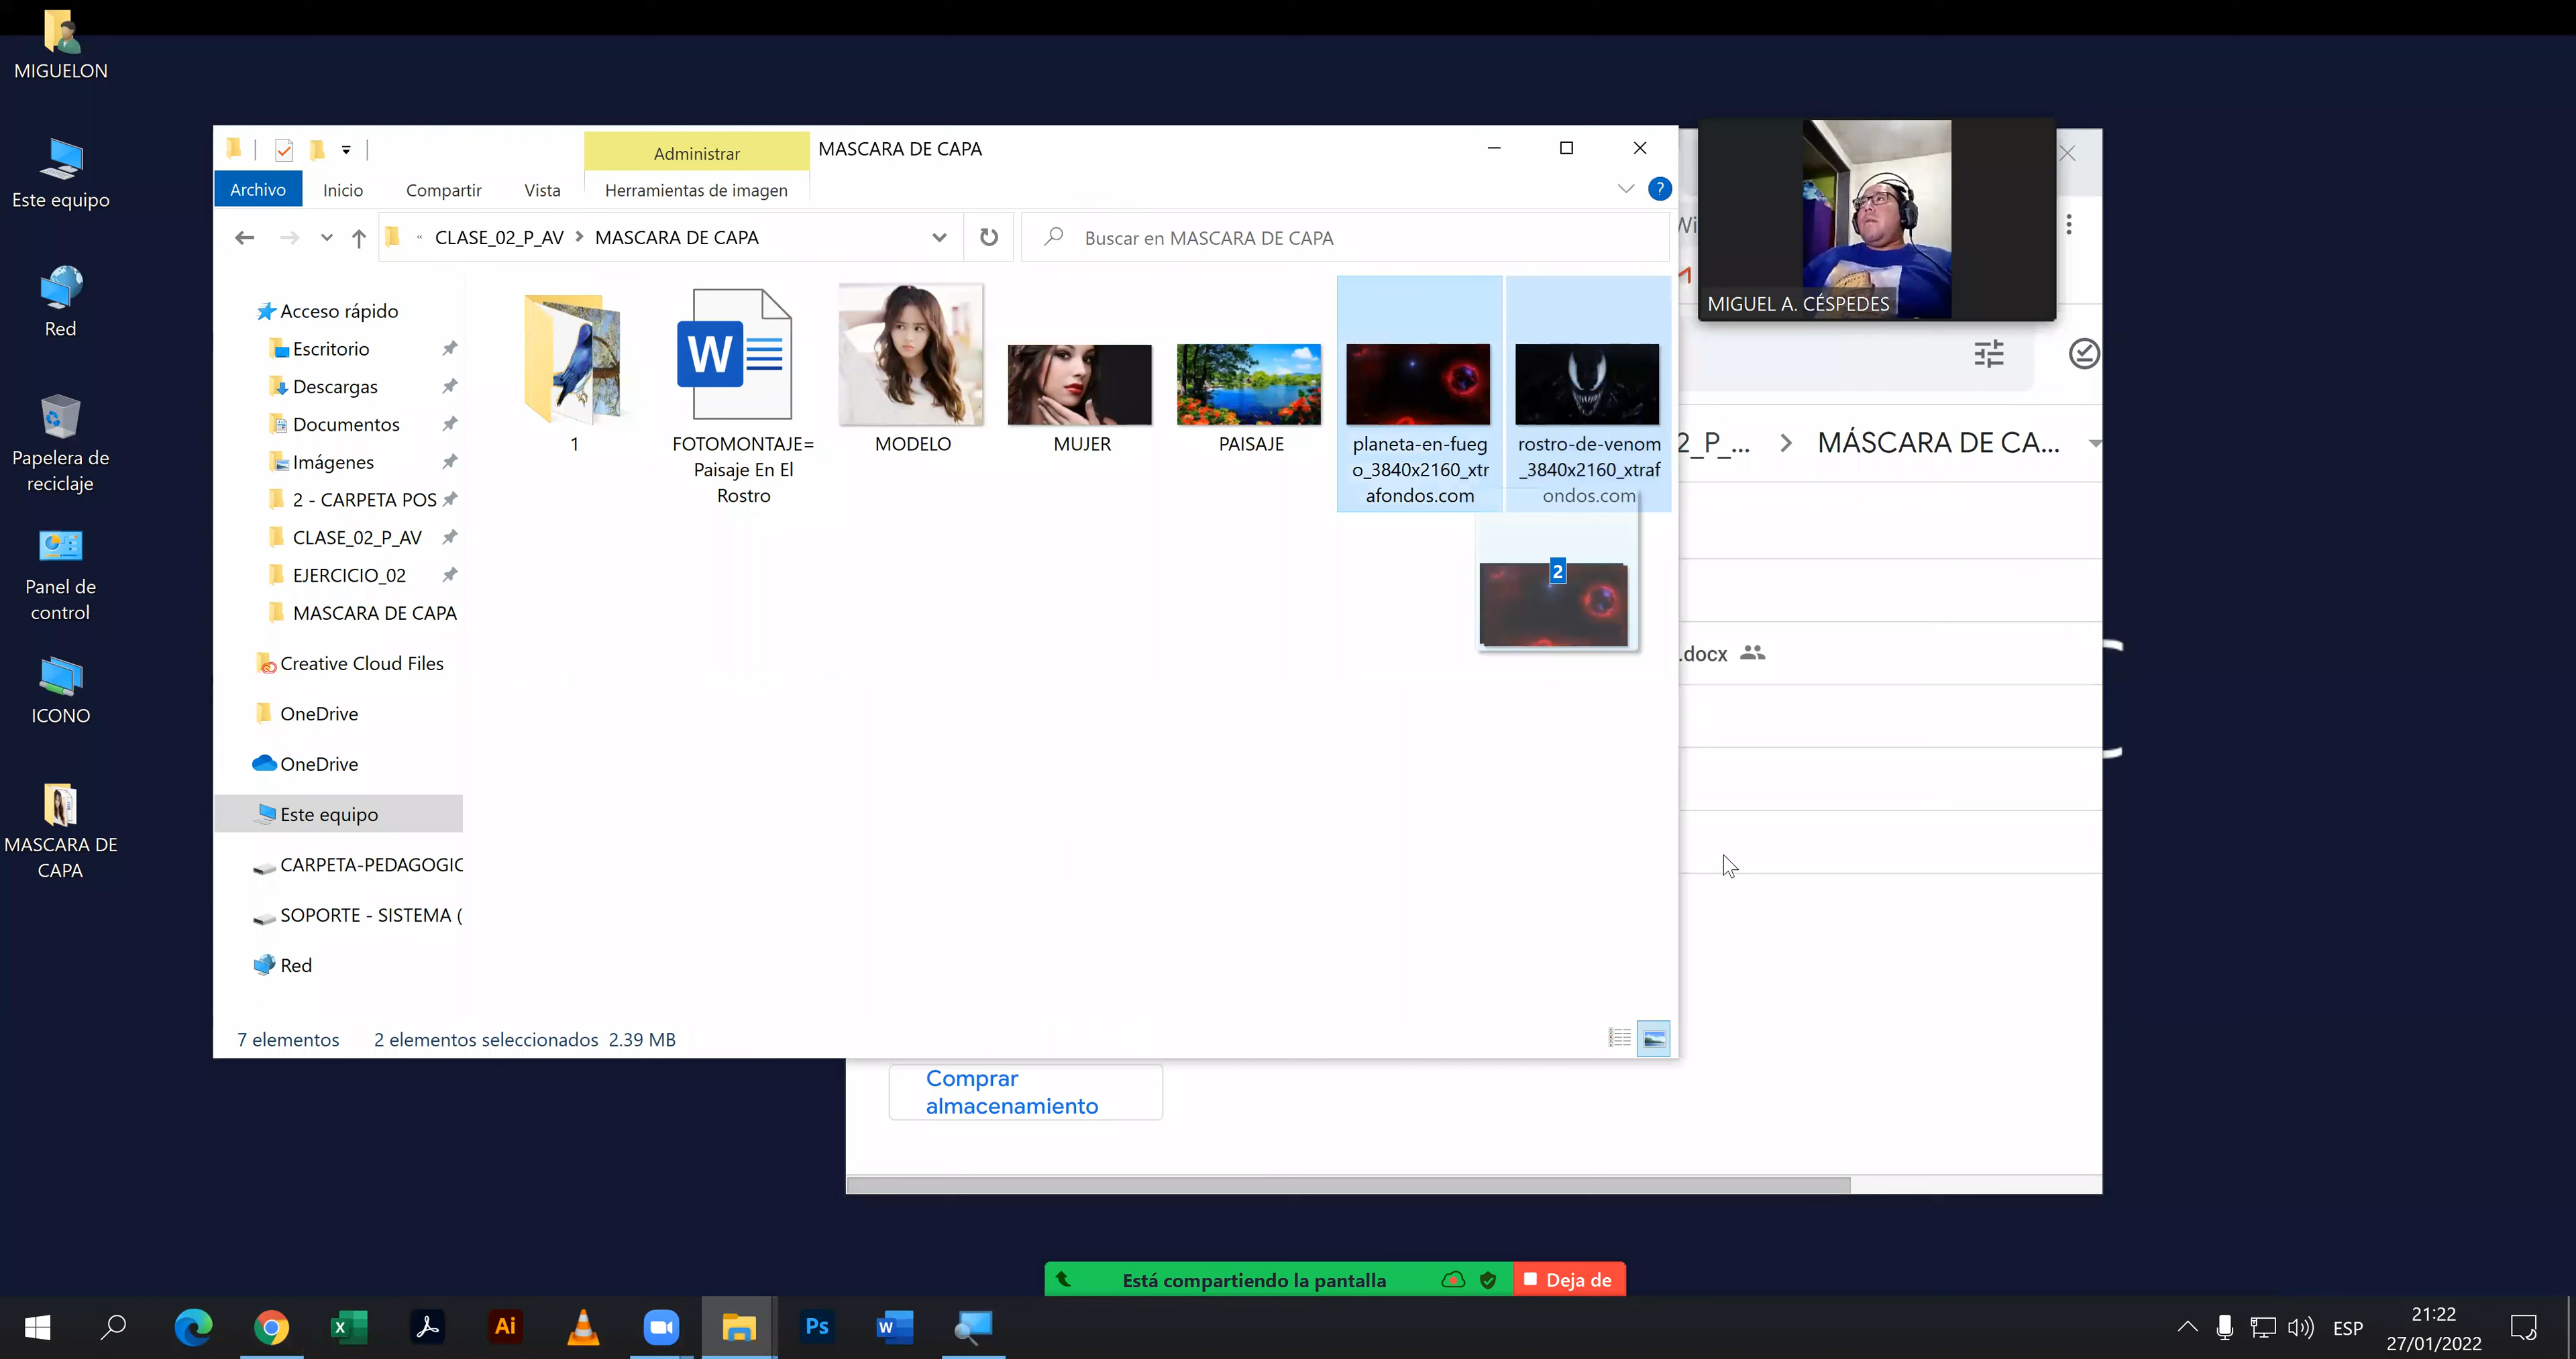 MIGUELON
Este equipo
Red
Papelera de
reciclaje
Panel de
control
ICONO
MASCARA DE
CAPA
Administrar
MASCARA DE CAPA
Archivo
Inicio
Compartir
Vista
Herramientas de imagen
?
«
CLASE_02_P_AV
MASCARA DE CAPA
Buscar en MASCARA DE CAPA
Acceso rápido
Escritorio
Descargas
Documentos
Imágenes
2 - CARPETA POS
CLASE_02_P_AV
EJERCICIO_02
MASCARA DE CAPA
Creative Cloud Files
OneDrive
OneDrive
Este equipo
CARPETA-PEDAGOGIC
SOPORTE - SISTEMA (
Red
1
W
FOTOMONTAJE=
Paisaje En El
Rostro
MODELO
MUJER
PAISAJE
planeta-en-fueg
o_3840x2160_xtr
afondos.com
rostro-de-venom
_3840x2160_xtraf
ondos.com
2
7 elementos
2 elementos seleccionados 2.39 MB
MIGUEL A. CÉSPEDES
Wi
2_P_...
MÁSCARA DE CA...
.docx
Comprar
almacenamiento
Está compartiendo la pantalla
Deja de
X
Ai
Ps
W
ESP
21:22
27/01/2022